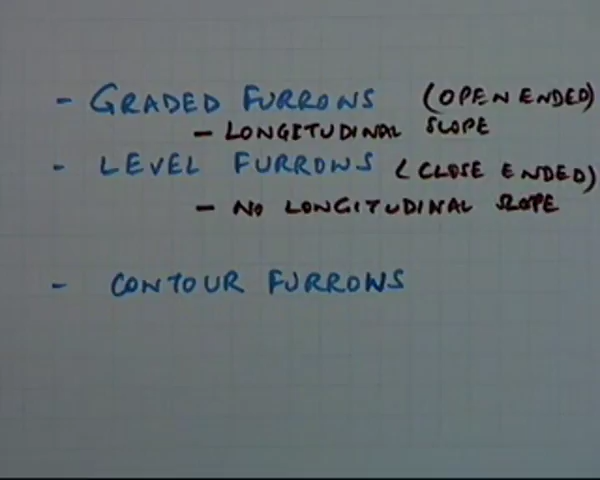 - GRADED FURROWS (OPEN ENDED)
- LONGITUDINAL SLOPE
- LEVEL FURROWS (CLOSE ENDED)
- NO LONGITUDINAL SLOPE
- CONTOUR FURROWS